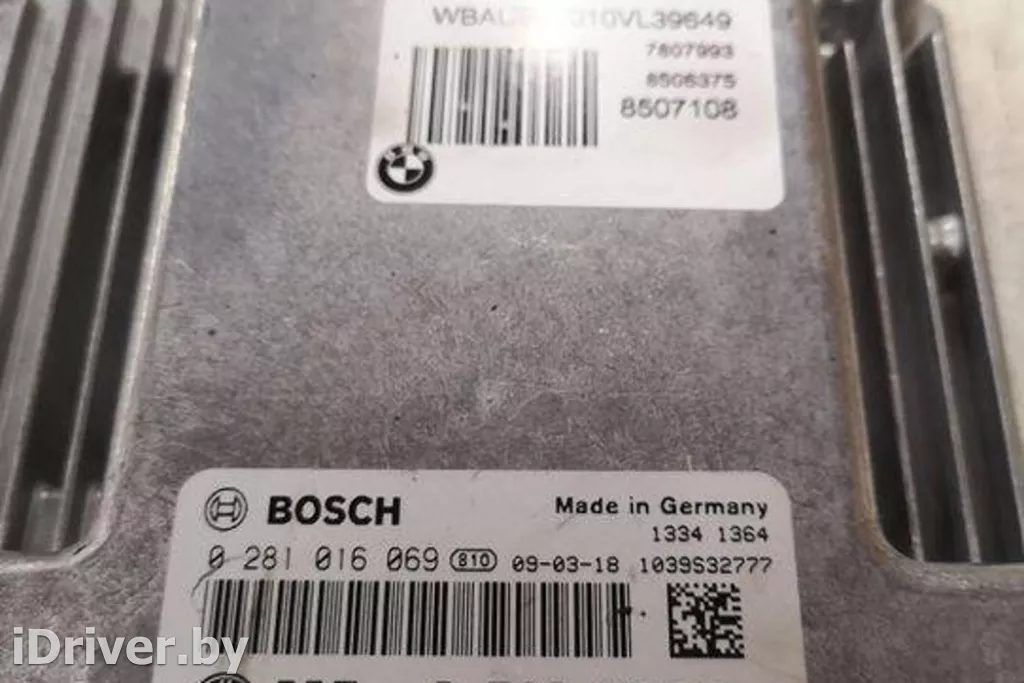 7807993
8506375
8507108
BMW
BOSCH
Made in Germany
1334 1364
0 281 016 069 810 09-03-18 1039S32777
iDriver.by